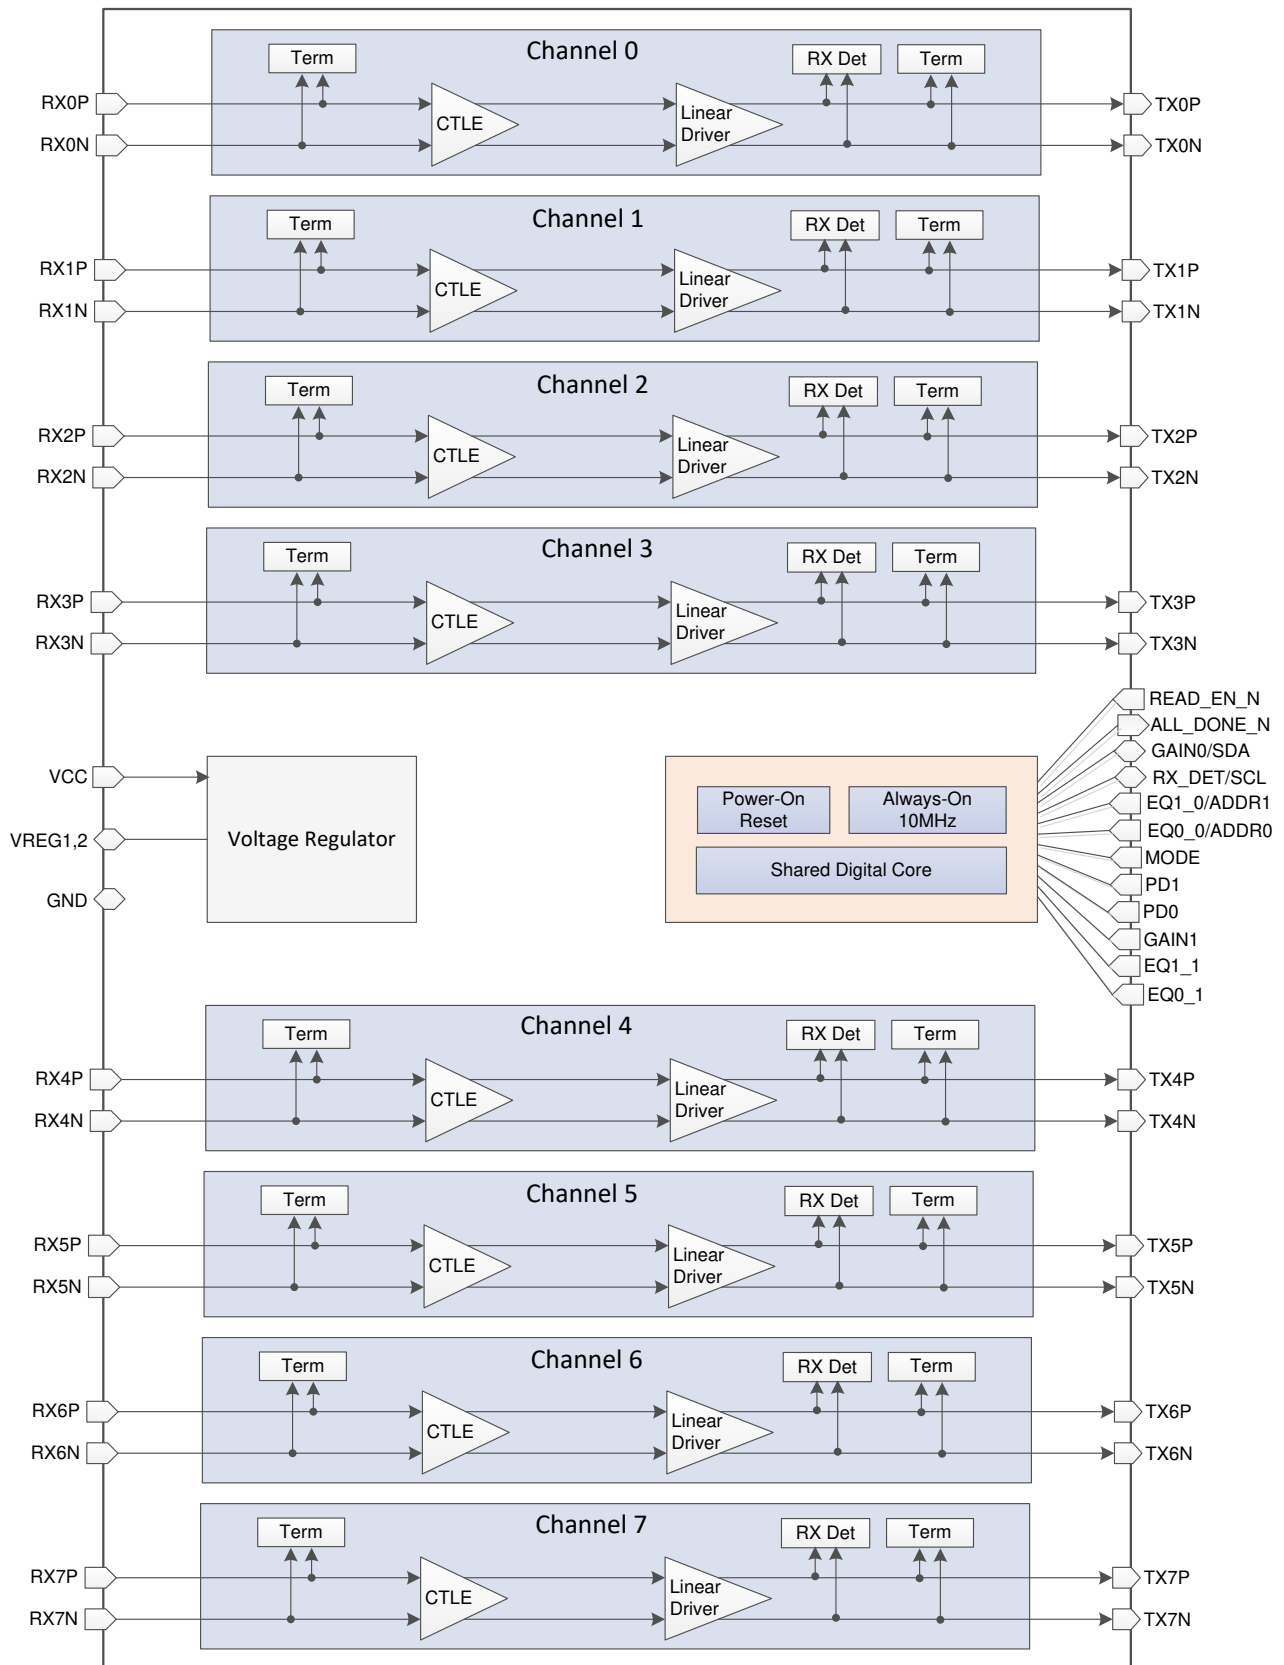 Channel 0
Term
RX Det
Term
RX0P
CTLE
Linear
Driver
TX0P
RX0N
TX0N
Channel 1
Term
RX Det
Term
RX1P
CTLE
Linear
Driver
TX1P
RX1N
TX1N
Channel 2
Term
RX Det
Term
RX2P
CTLE
Linear
Driver
TX2P
RX2N
TX2N
Channel 3
Term
RX Det
Term
RX3P
CTLE
Linear
Driver
TX3P
RX3N
TX3N
VCC
VREG1,2
GND
Voltage Regulator
Power-On
Reset
Always-On
10MHz
Shared Digital Core
READ_EN_N
ALL_DONE_N
GAIN0/SDA
RX_DET/SCL
EQ1_0/ADDR1
EQ0_0/ADDR0
MODE
PD1
PD0
GAIN1
EQ1_1
EQ0_1
Channel 4
Term
RX Det
Term
RX4P
CTLE
Linear
Driver
TX4P
RX4N
TX4N
Channel 5
Term
RX Det
Term
RX5P
CTLE
Linear
Driver
TX5P
RX5N
TX5N
Channel 6
Term
RX Det
Term
RX6P
CTLE
Linear
Driver
TX6P
RX6N
TX6N
Channel 7
Term
RX Det
Term
RX7P
CTLE
Linear
Driver
TX7P
RX7N
TX7N